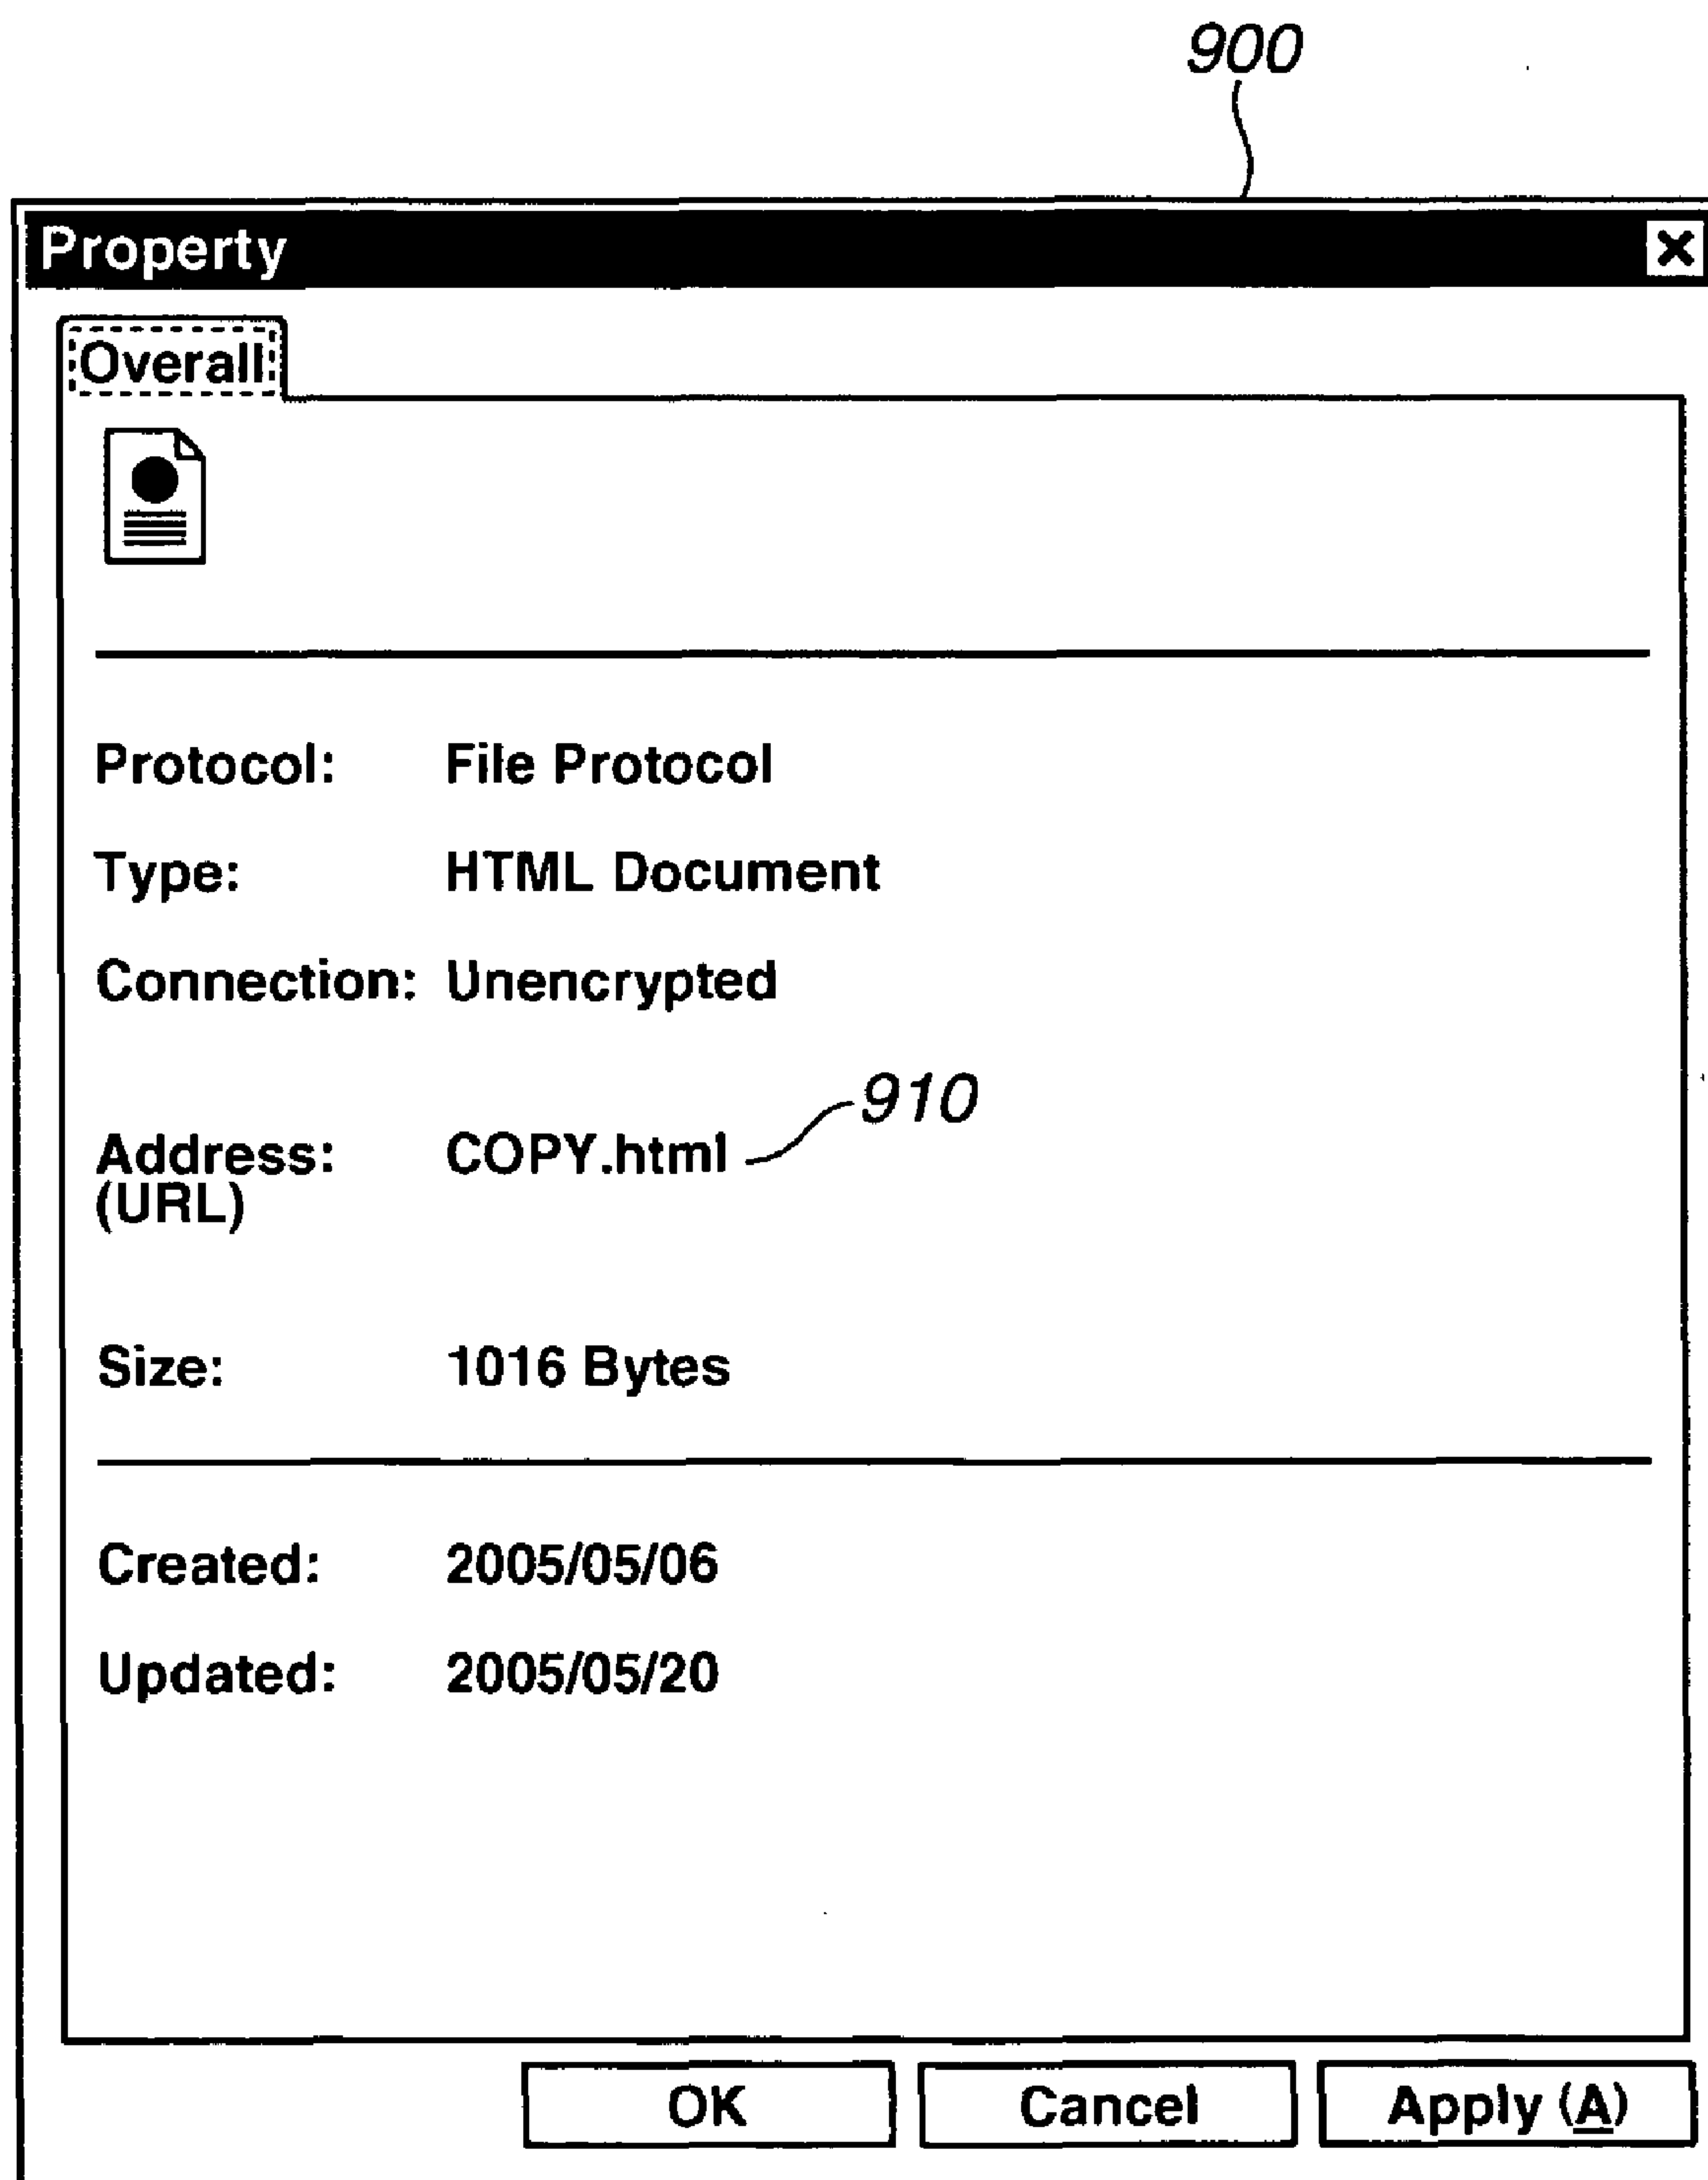 900
Property
Overall
Protocol: File Protocol
Type: HTML Document
Connection: Unencrypted
910
Address: COPY.html
(URL)
Size: 1016 Bytes
Created: 2005/05/06
Updated: 2005/05/20
OK Cancel Apply (A)